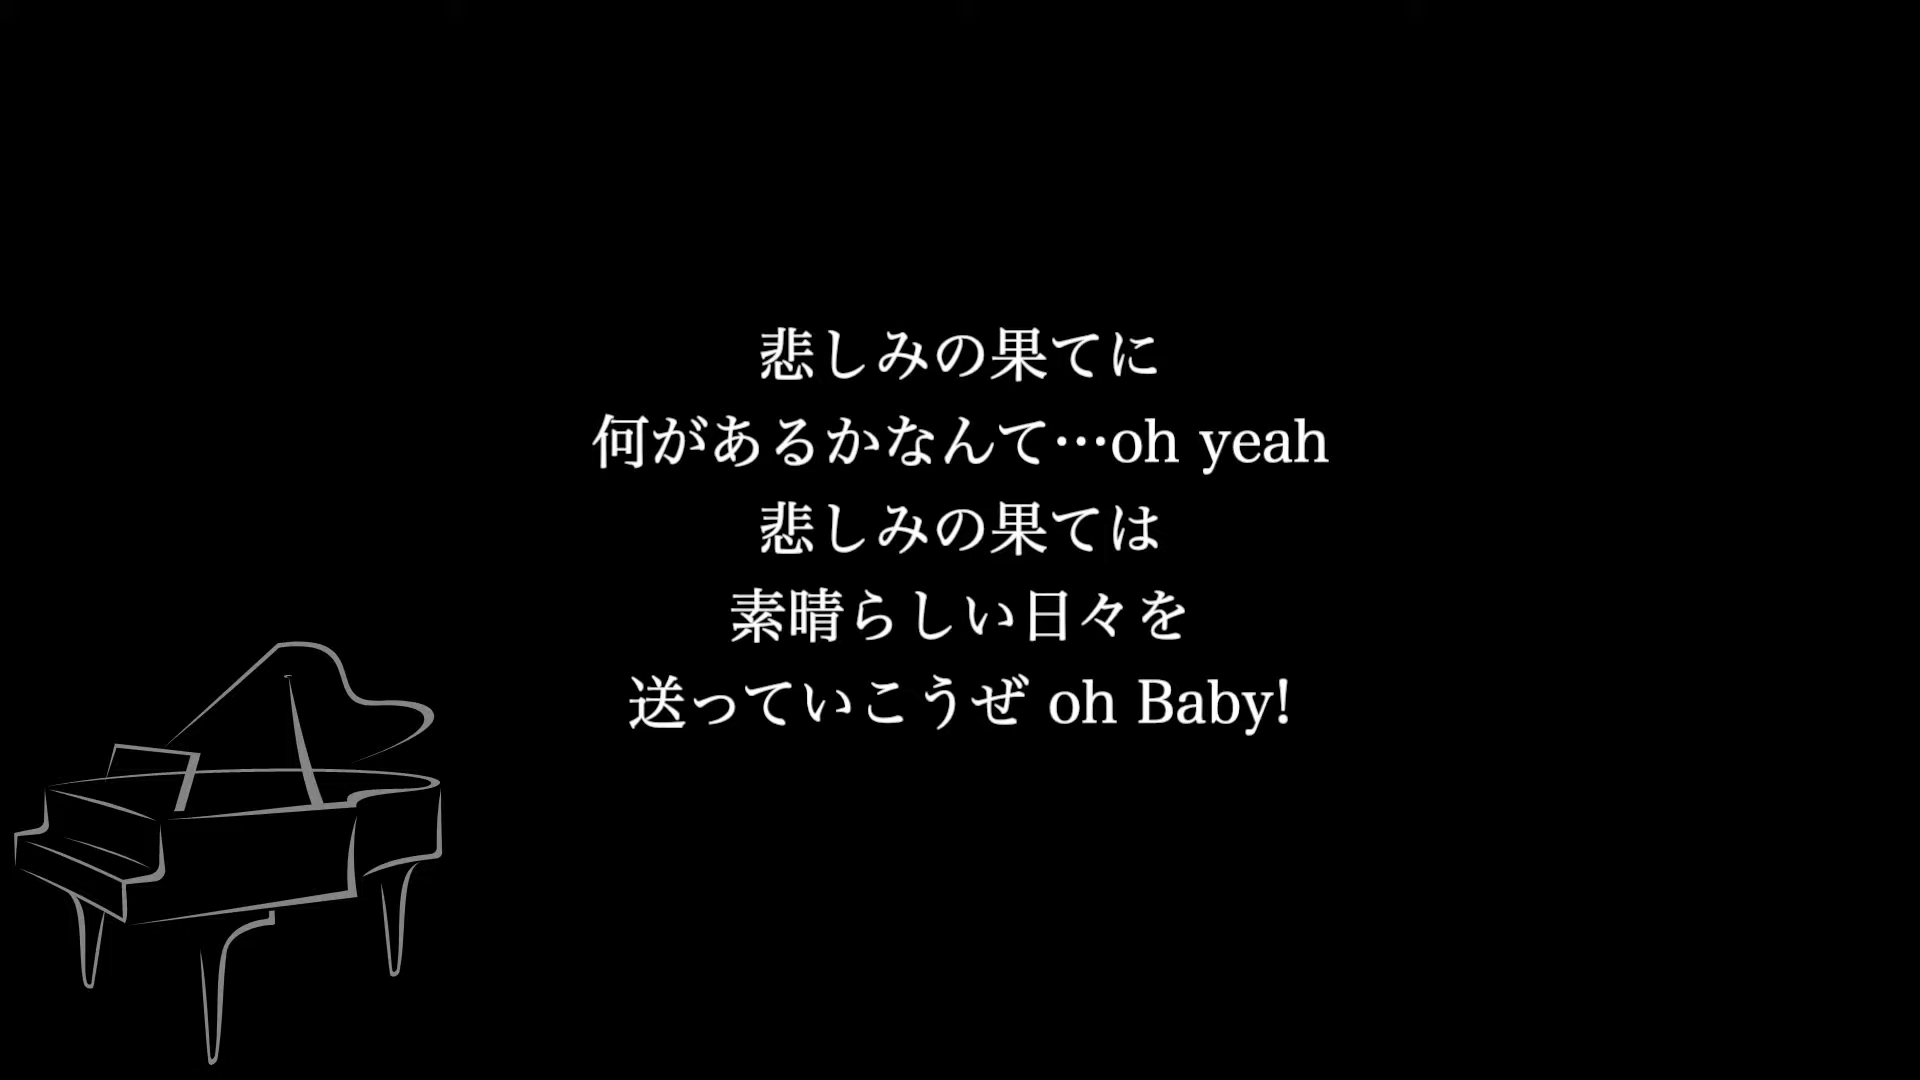 悲しみの果てに
何があるかなんて…oh yeah
悲しみの果ては
素晴らしい日々を
送っていこうぜ oh Baby!